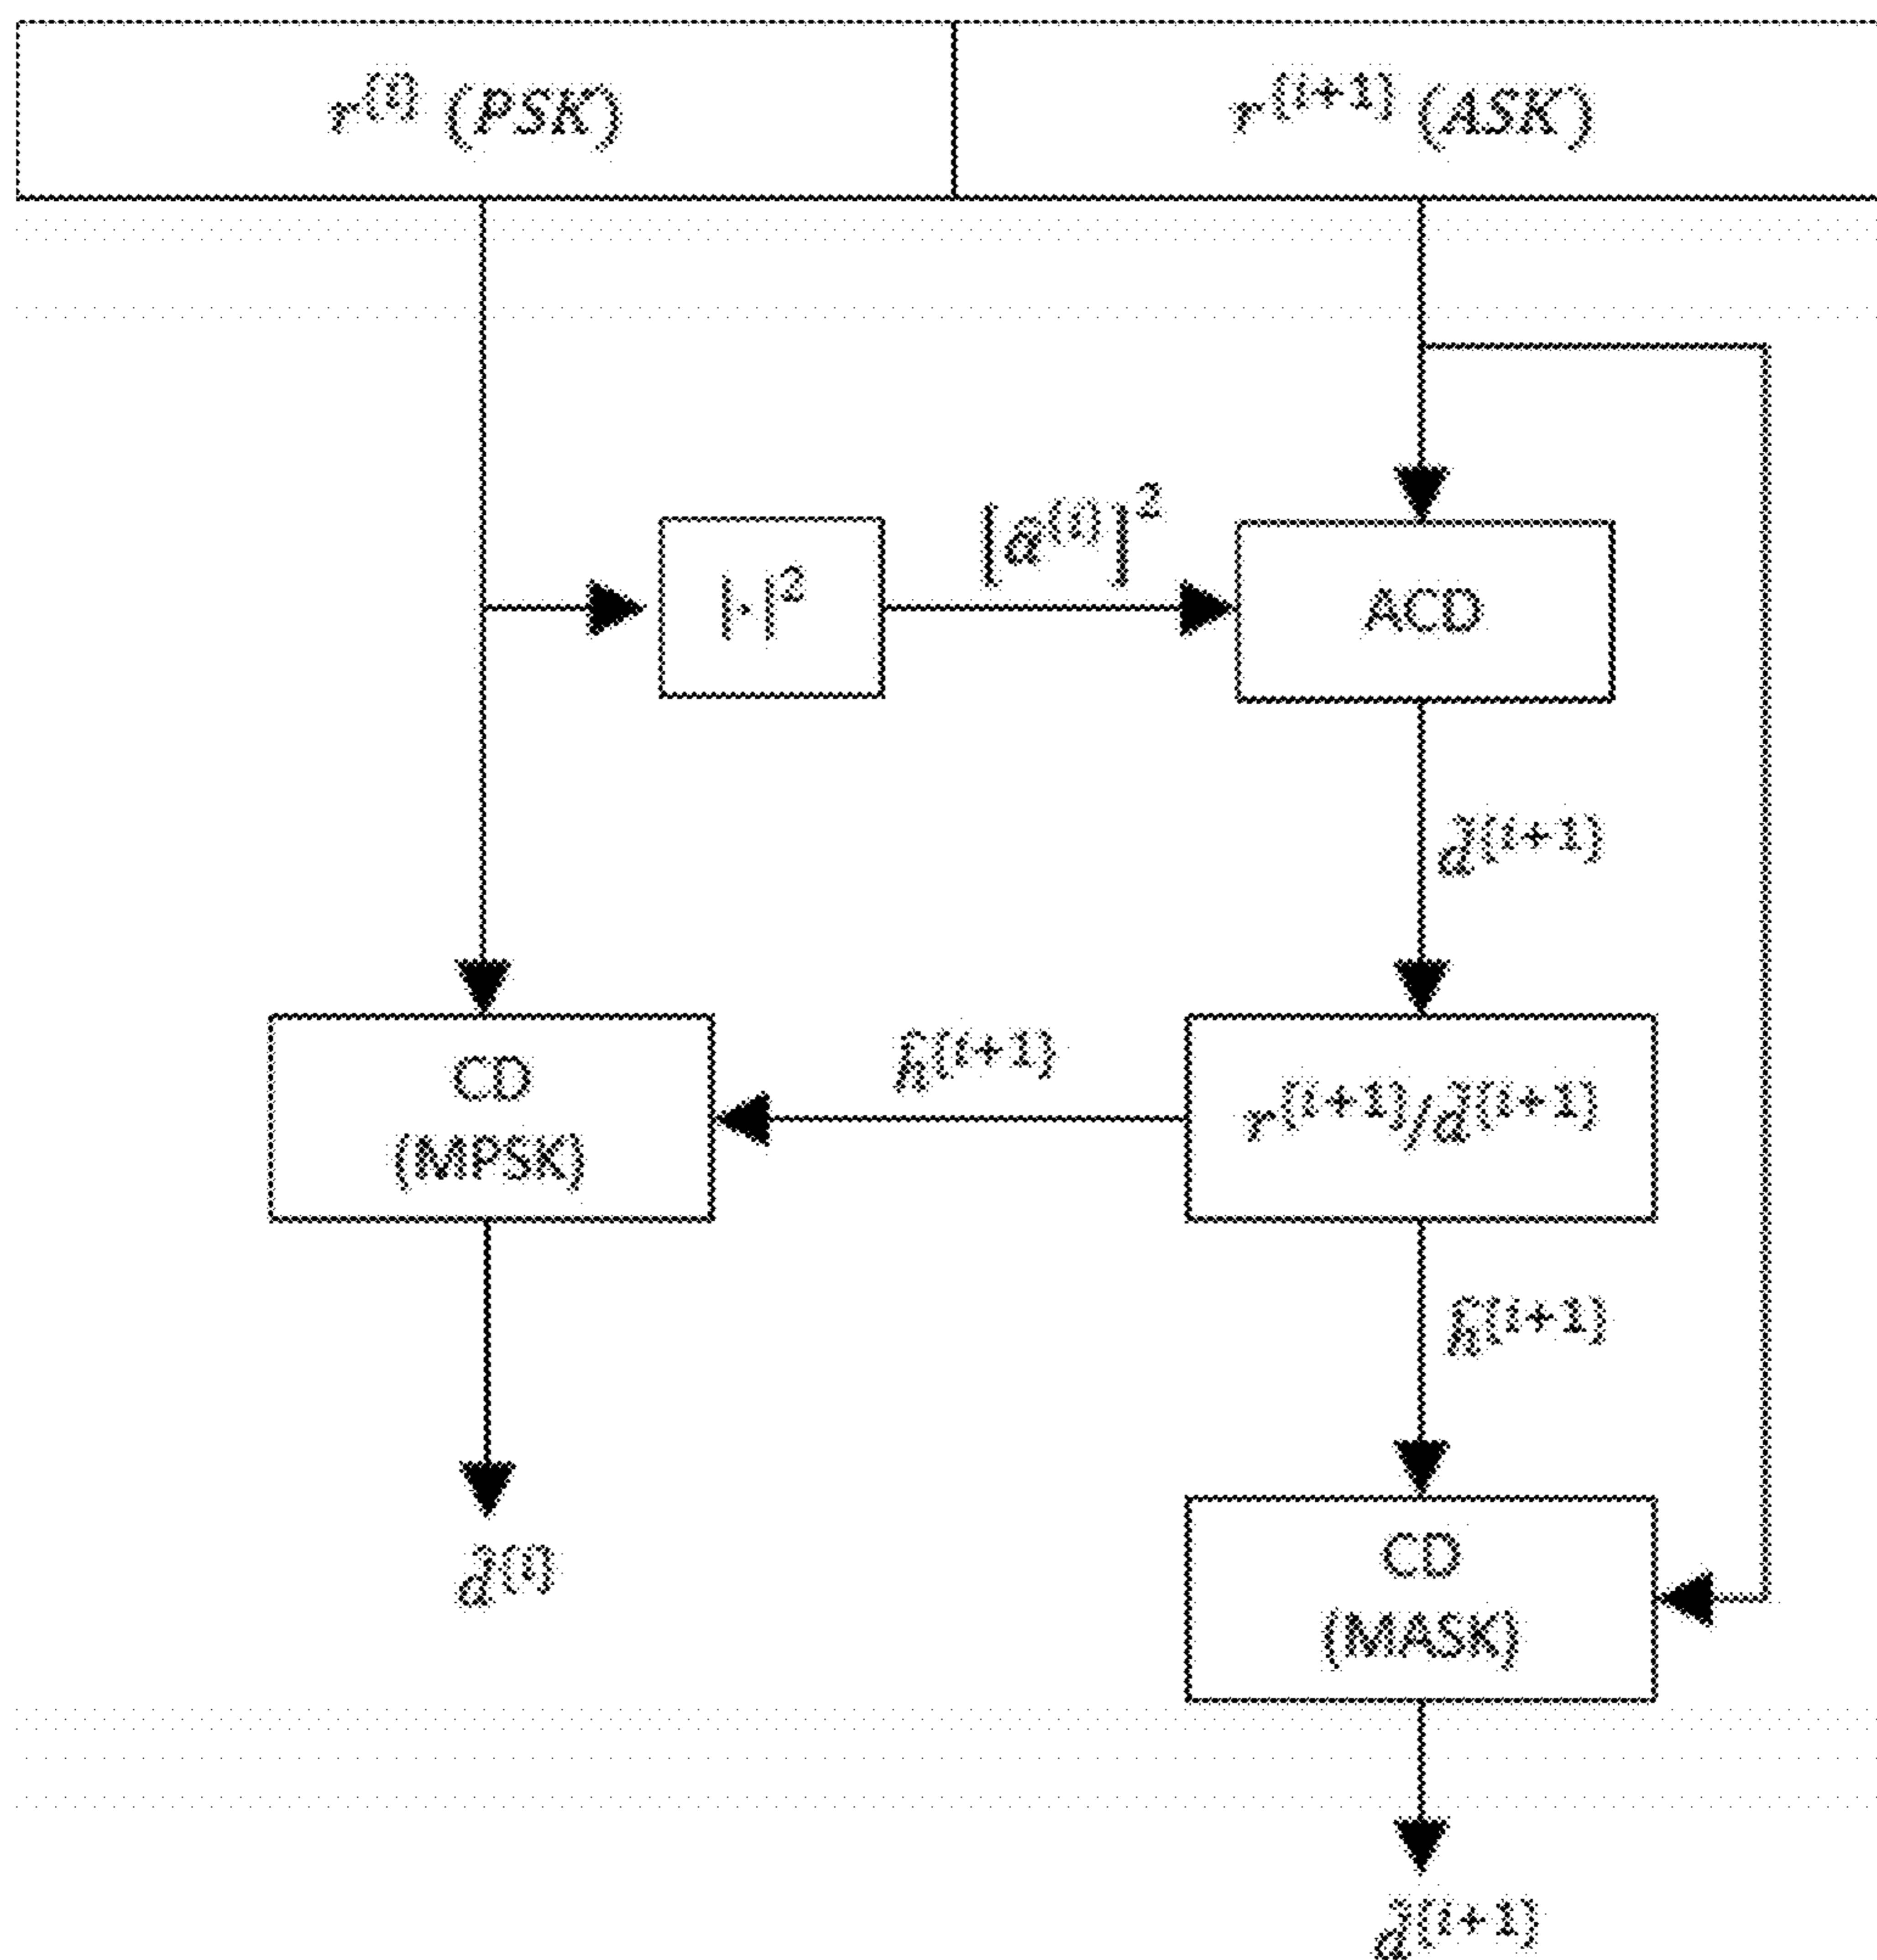 r^{(i)} (PSK)
r^{(i+1)} (ASK)
|·|²
[α̂^{(i)}]²
ACD
d̃^{(i+1)}
CD
(MPSK)
ĥ^{(i+1)}
r^{(i+1)}/d̃^{(i+1)}
ĥ^{(i+1)}
d̃^{(i)}
CD
(MASK)
d̃^{(i+1)}